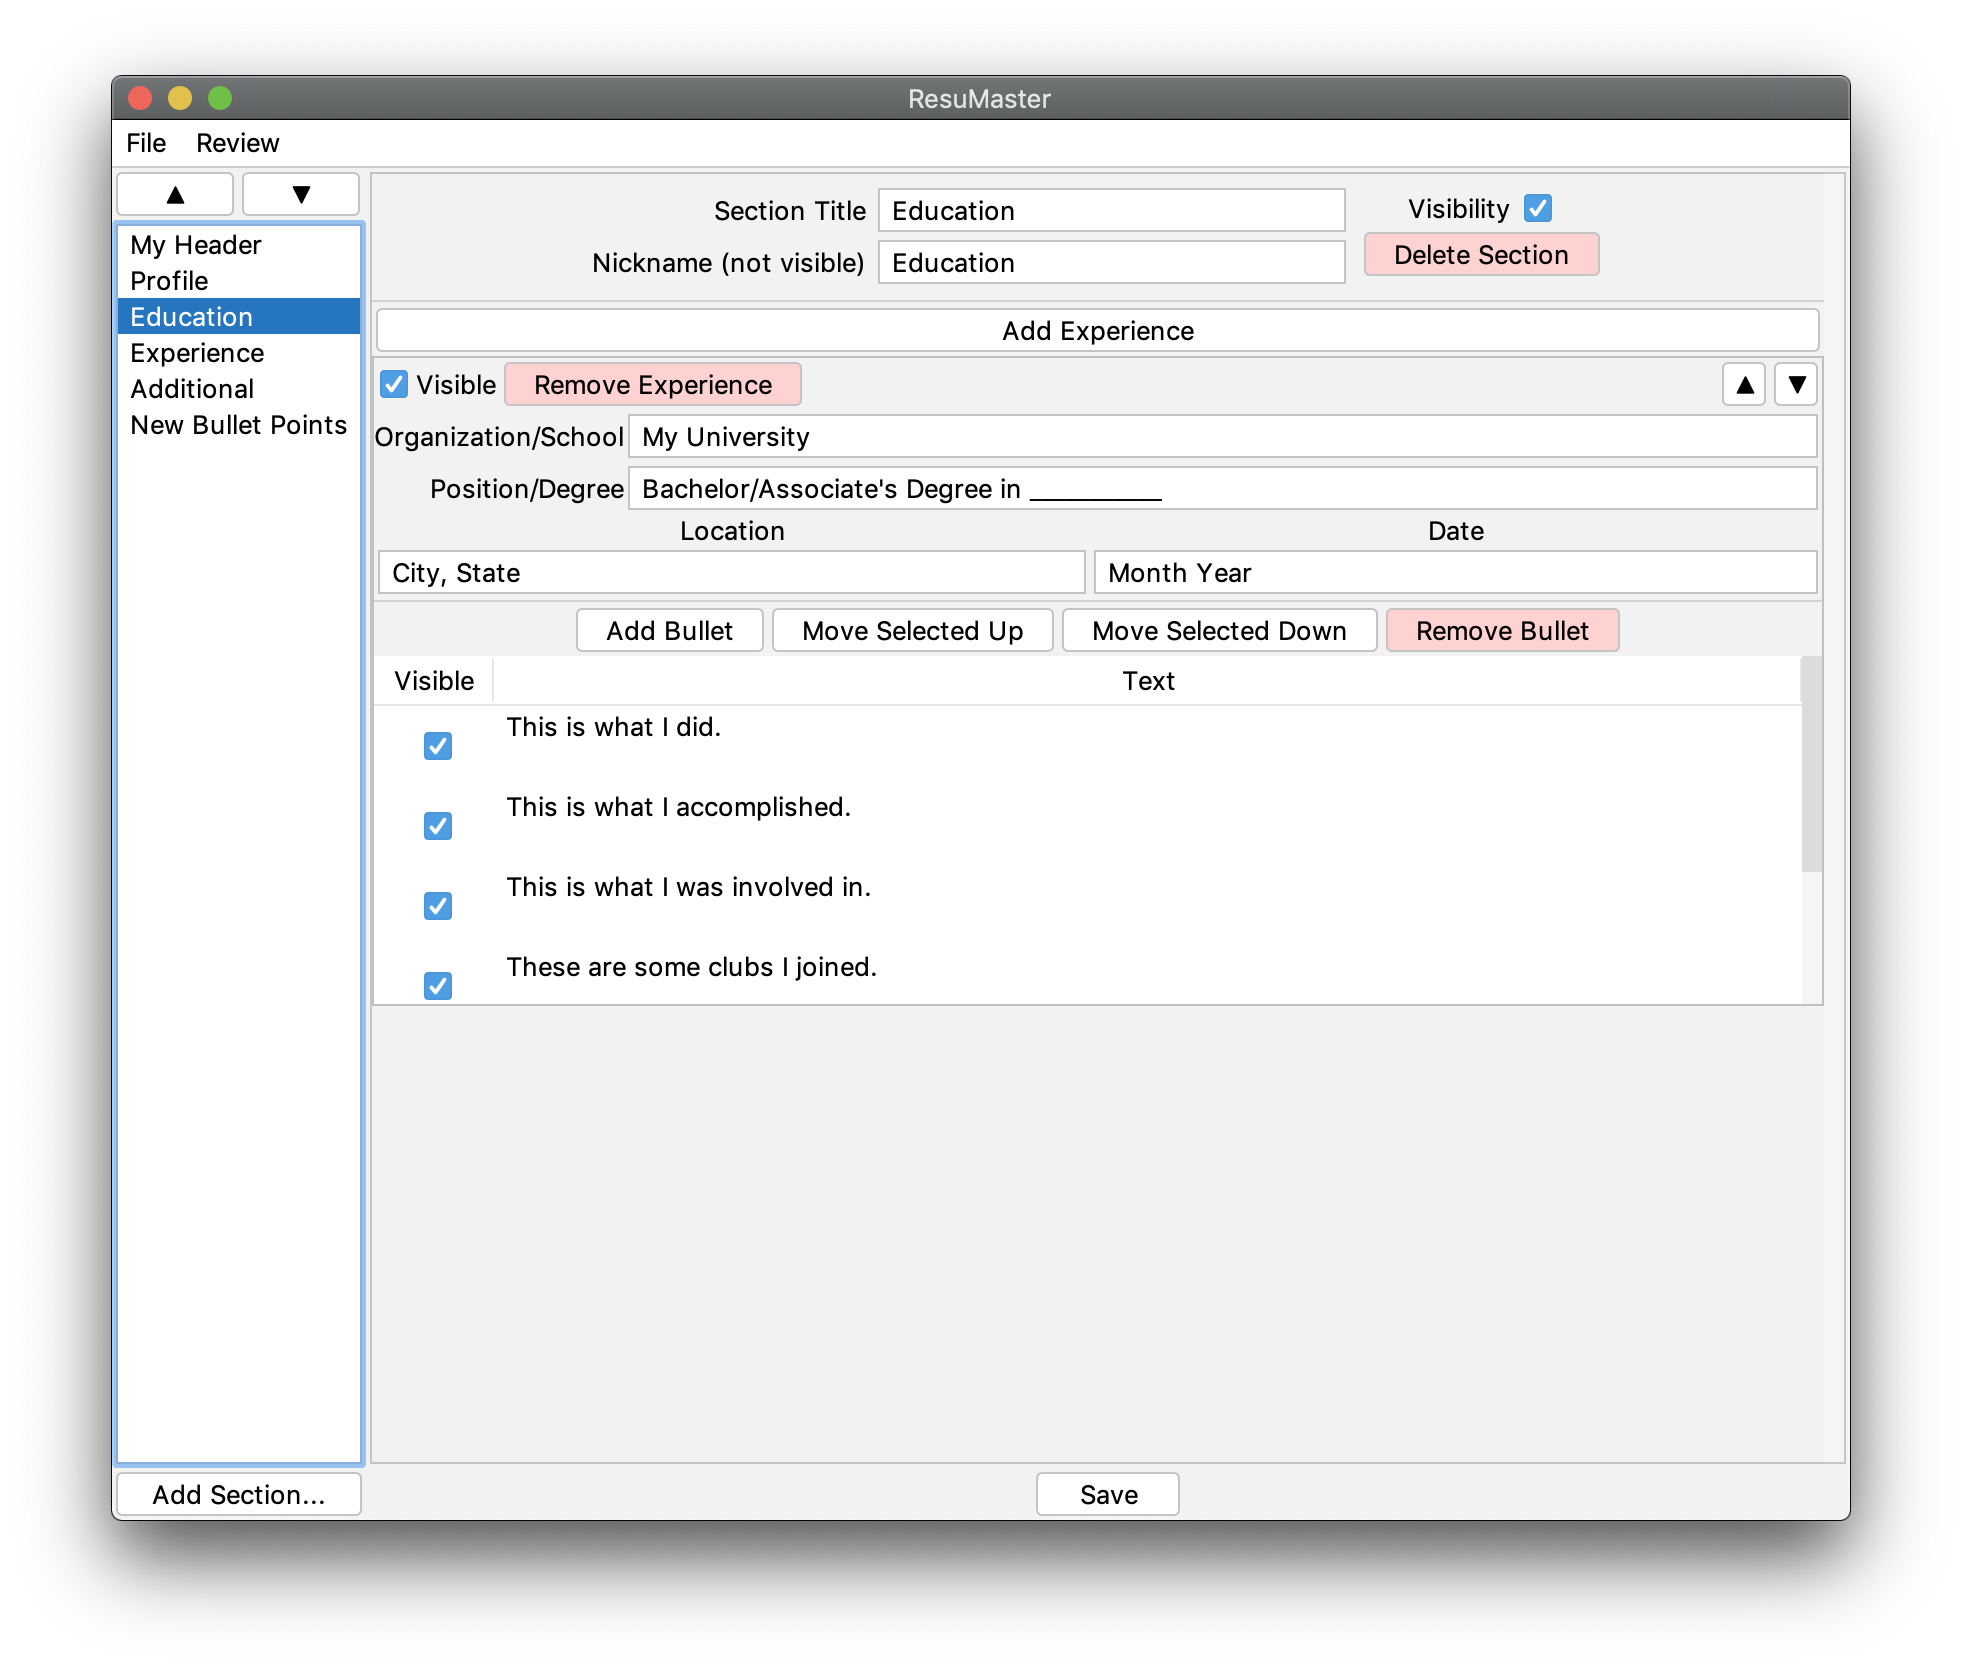 ResuMaster
File Review
▲ ▼
My Header
Profile
Education
Experience
Additional
New Bullet Points
Add Section...
Section Title Education Visibility
Nickname (not visible) Education Delete Section
Add Experience
Visible Remove Experience ▲ ▼
Organization/School My University
Position/Degree Bachelor/Associate's Degree in ___________
Location Date
City, State Month Year
Add Bullet Move Selected Up Move Selected Down Remove Bullet
Visible Text
This is what I did.
This is what I accomplished.
This is what I was involved in.
These are some clubs I joined.
Save